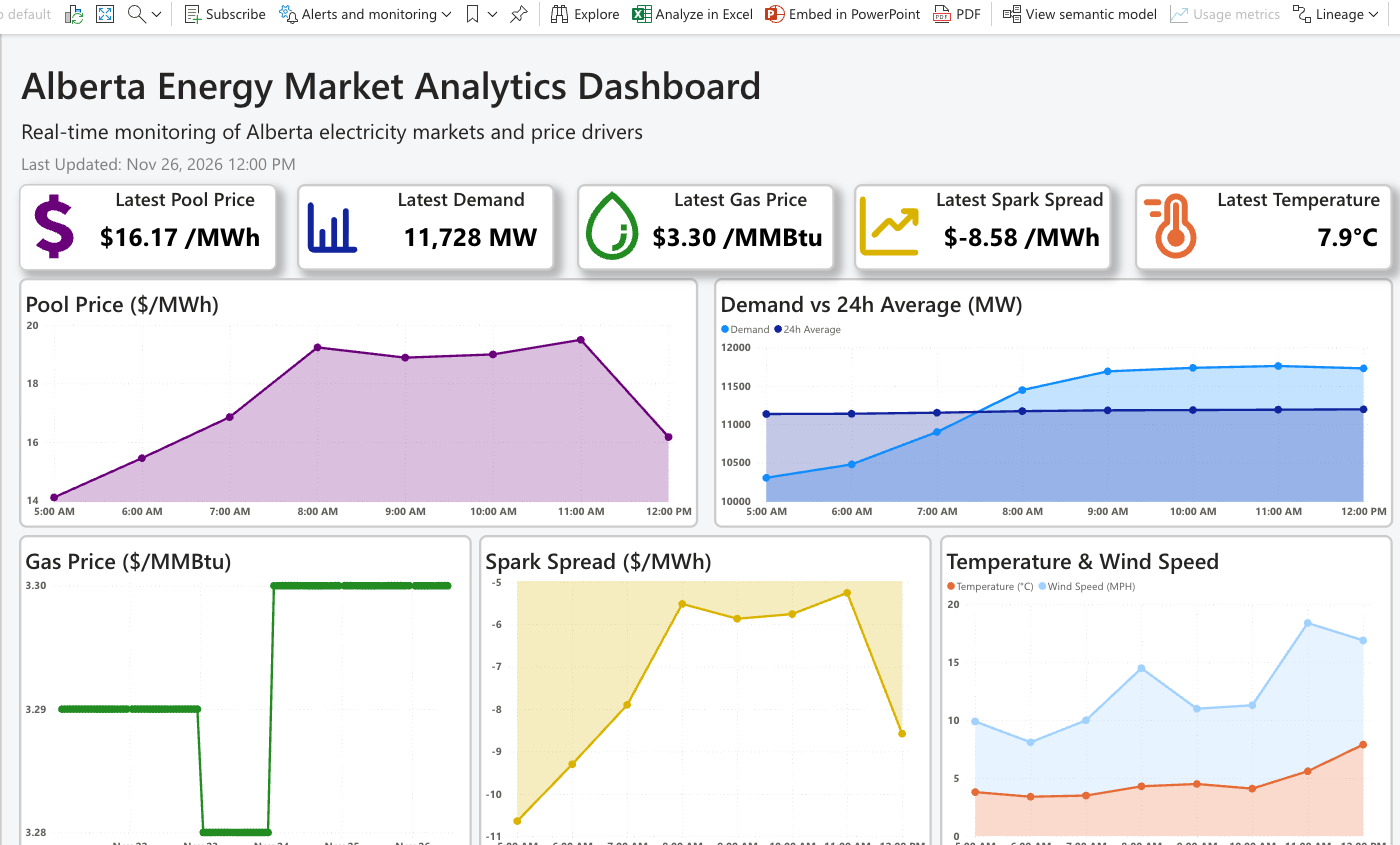 default Subscribe Alerts and monitoring Explore Analyze in Excel Embed in PowerPoint PDF View semantic model Usage metrics Lineage
Alberta Energy Market Analytics Dashboard
Real-time monitoring of Alberta electricity markets and price drivers
Last Updated: Nov 26, 2026 12:00 PM
Latest Pool Price
$16.17 /MWh
Latest Demand
11,728 MW
Latest Gas Price
$3.30 /MMBtu
Latest Spark Spread
$-8.58 /MWh
Latest Temperature
7.9°C
Pool Price ($/MWh)
20
18
16
14
5:00 AM 6:00 AM 7:00 AM 8:00 AM 9:00 AM 10:00 AM 11:00 AM 12:00 PM
Demand vs 24h Average (MW)
Demand 24h Average
12000
11500
11000
10500
10000
5:00 AM 6:00 AM 7:00 AM 8:00 AM 9:00 AM 10:00 AM 11:00 AM 12:00 PM
Gas Price ($/MMBtu)
3.30
3.29
3.28
Spark Spread ($/MWh)
-5
-6
-7
-8
-9
-10
-11
Temperature & Wind Speed
Temperature (°C) Wind Speed (MPH)
20
15
10
5
0